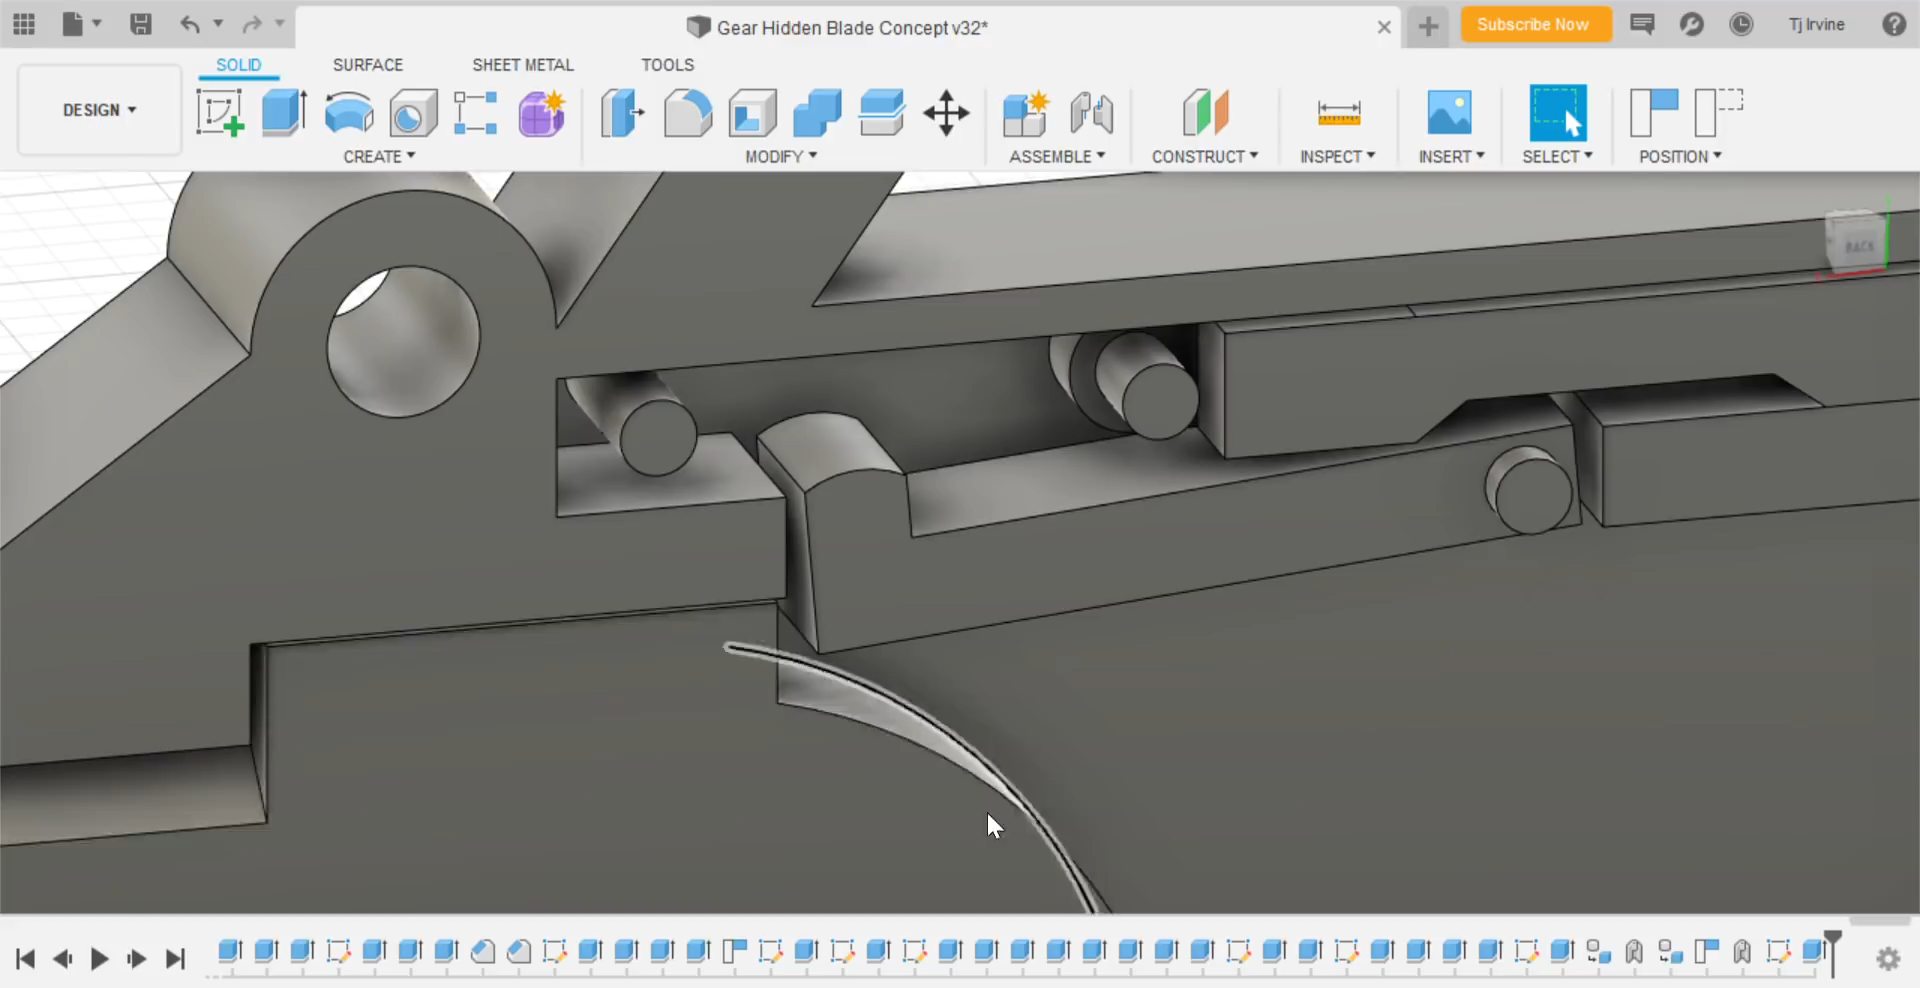 Gear Hidden Blade Concept v32*
Subscribe Now
Tj Irvine
SOLID
SURFACE
SHEET METAL
TOOLS
DESIGN
CREATE
MODIFY
ASSEMBLE
CONSTRUCT
INSPECT
INSERT
SELECT
POSITION
BACK